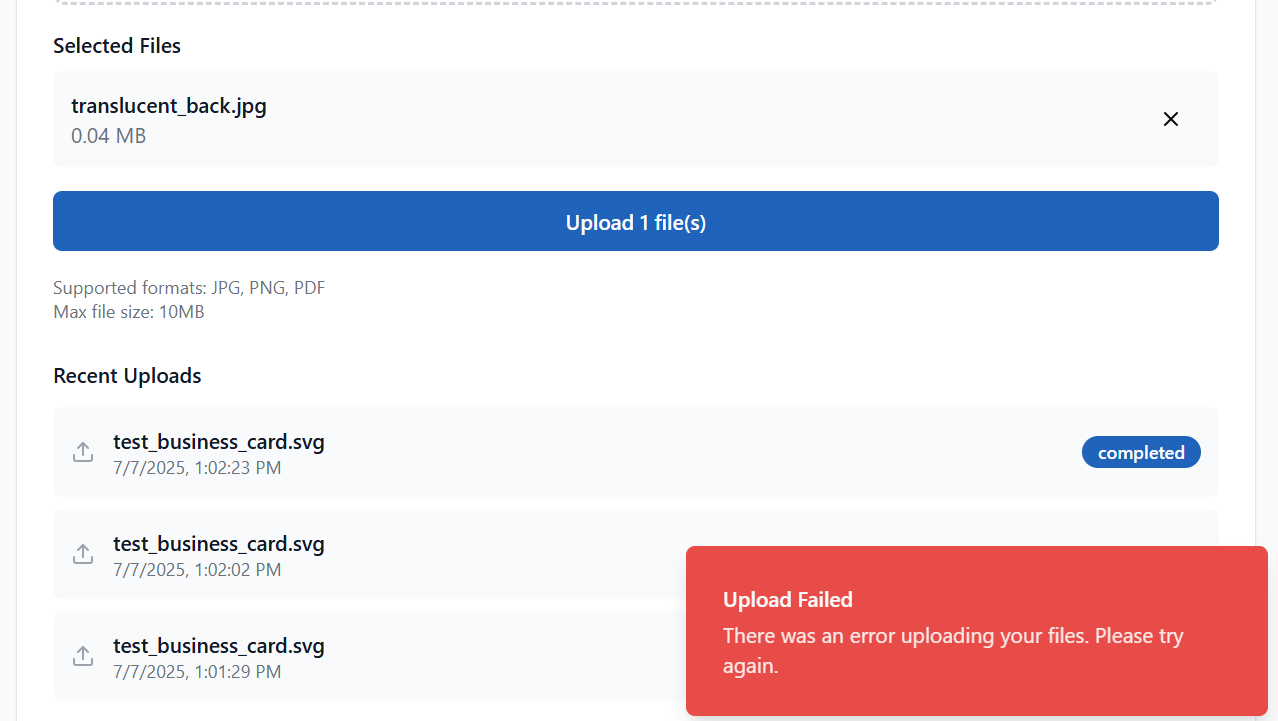 Selected Files
translucent_back.jpg
0.04 MB
Upload 1 file(s)
Supported formats: JPG, PNG, PDF
Max file size: 10MB
Recent Uploads
test_business_card.svg
7/7/2025, 1:02:23 PM
completed
test_business_card.svg
7/7/2025, 1:02:02 PM
test_business_card.svg
7/7/2025, 1:01:29 PM
Upload Failed
There was an error uploading your files. Please try
again.